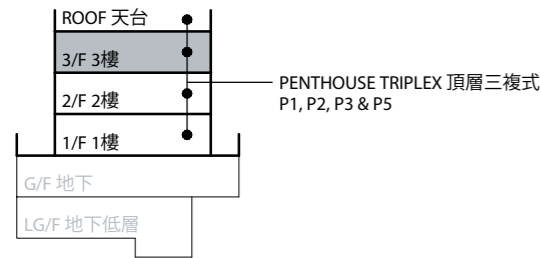 ROOF 天台
3/F 3樓
PENTHOUSE TRIPLEX 頂層三複式
P1, P2, P3 & P5
2/F 2樓
1/F 1樓
G/F 地下
LG/F 地下低層